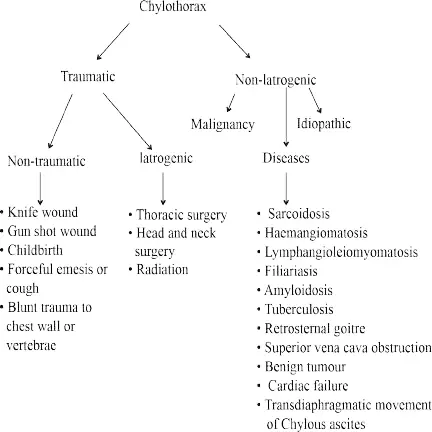 Chylothorax
Traumatic
Non-Iatrogenic
Malignancy
Idiopathic
Non-traumatic
Iatrogenic
Diseases
• Knife wound
• Gun shot wound
• Childbirth
• Forceful emesis or
cough
• Blunt trauma to
chest wall or
vertebrae
• Thoracic surgery
• Head and neck
surgery
• Radiation
• Sarcoidosis
• Haemangiomatosis
• Lymphangioleiomyomatosis
• Filiariasis
• Amyloidosis
• Tuberculosis
• Retrosternal goitre
• Superior vena cava obstruction
• Benign tumour
• Cardiac failure
• Transdiaphragmatic movement
of Chylous ascites